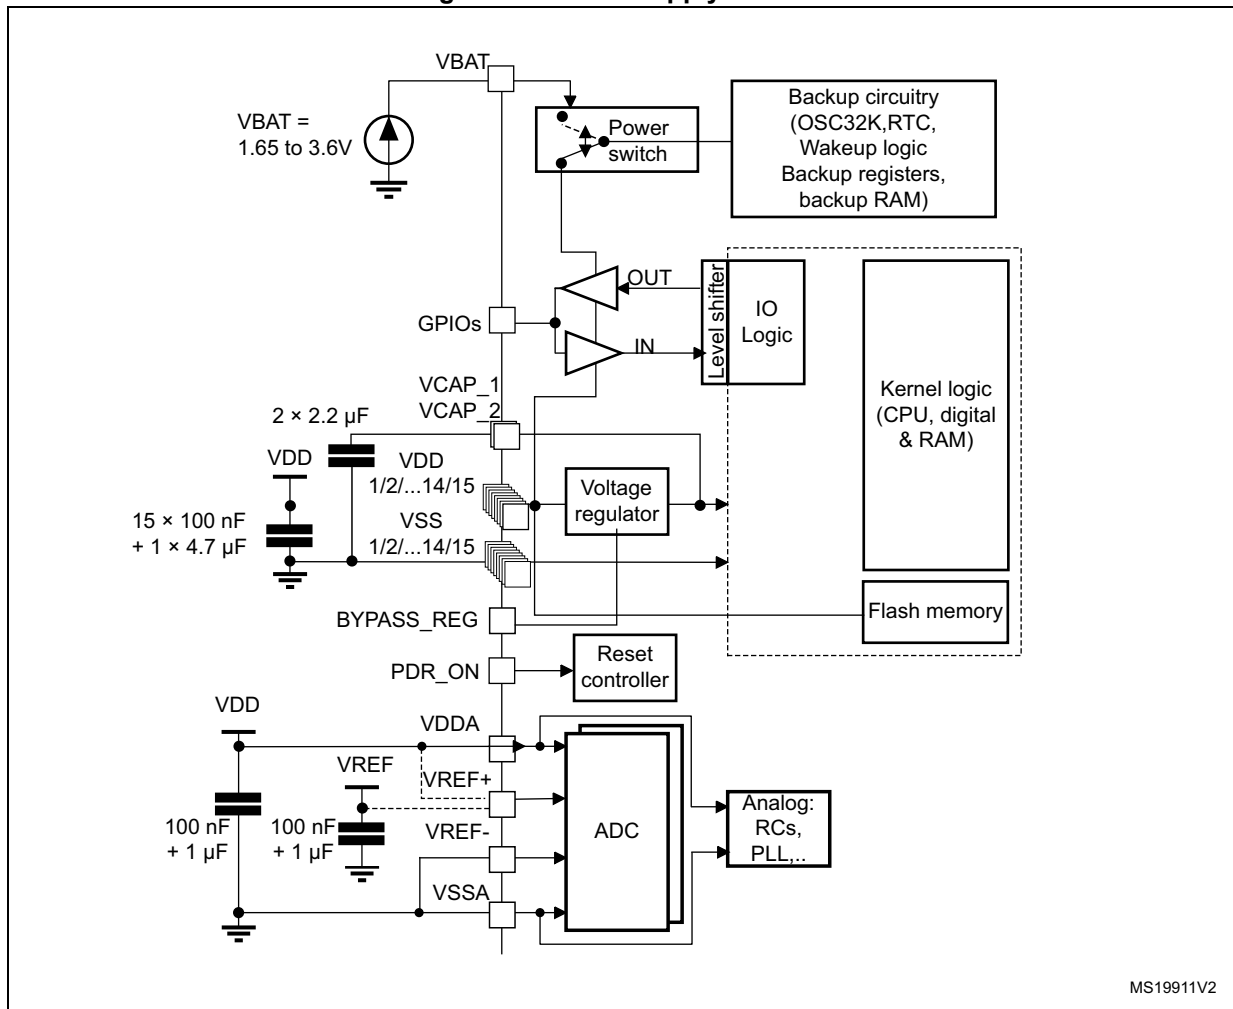 VBAT
VBAT =
1.65 to 3.6V
Power
switch
Backup circuitry
(OSC32K,RTC,
Wakeup logic
Backup registers,
backup RAM)
OUT
Level shifter
IO
Logic
GPIOs
IN
Kernel logic
(CPU, digital
& RAM)
VCAP_1
VCAP_2
2 × 2.2 µF
VDD
VDD
1/2/...14/15
Voltage
regulator
15 × 100 nF
+ 1 × 4.7 µF
VSS
1/2/...14/15
Flash memory
BYPASS_REG
PDR_ON
Reset
controller
VDD
VDDA
VREF
VREF+
100 nF
+ 1 µF
100 nF
+ 1 µF
VREF-
ADC
Analog:
RCs,
PLL,..
VSSA
MS19911V2